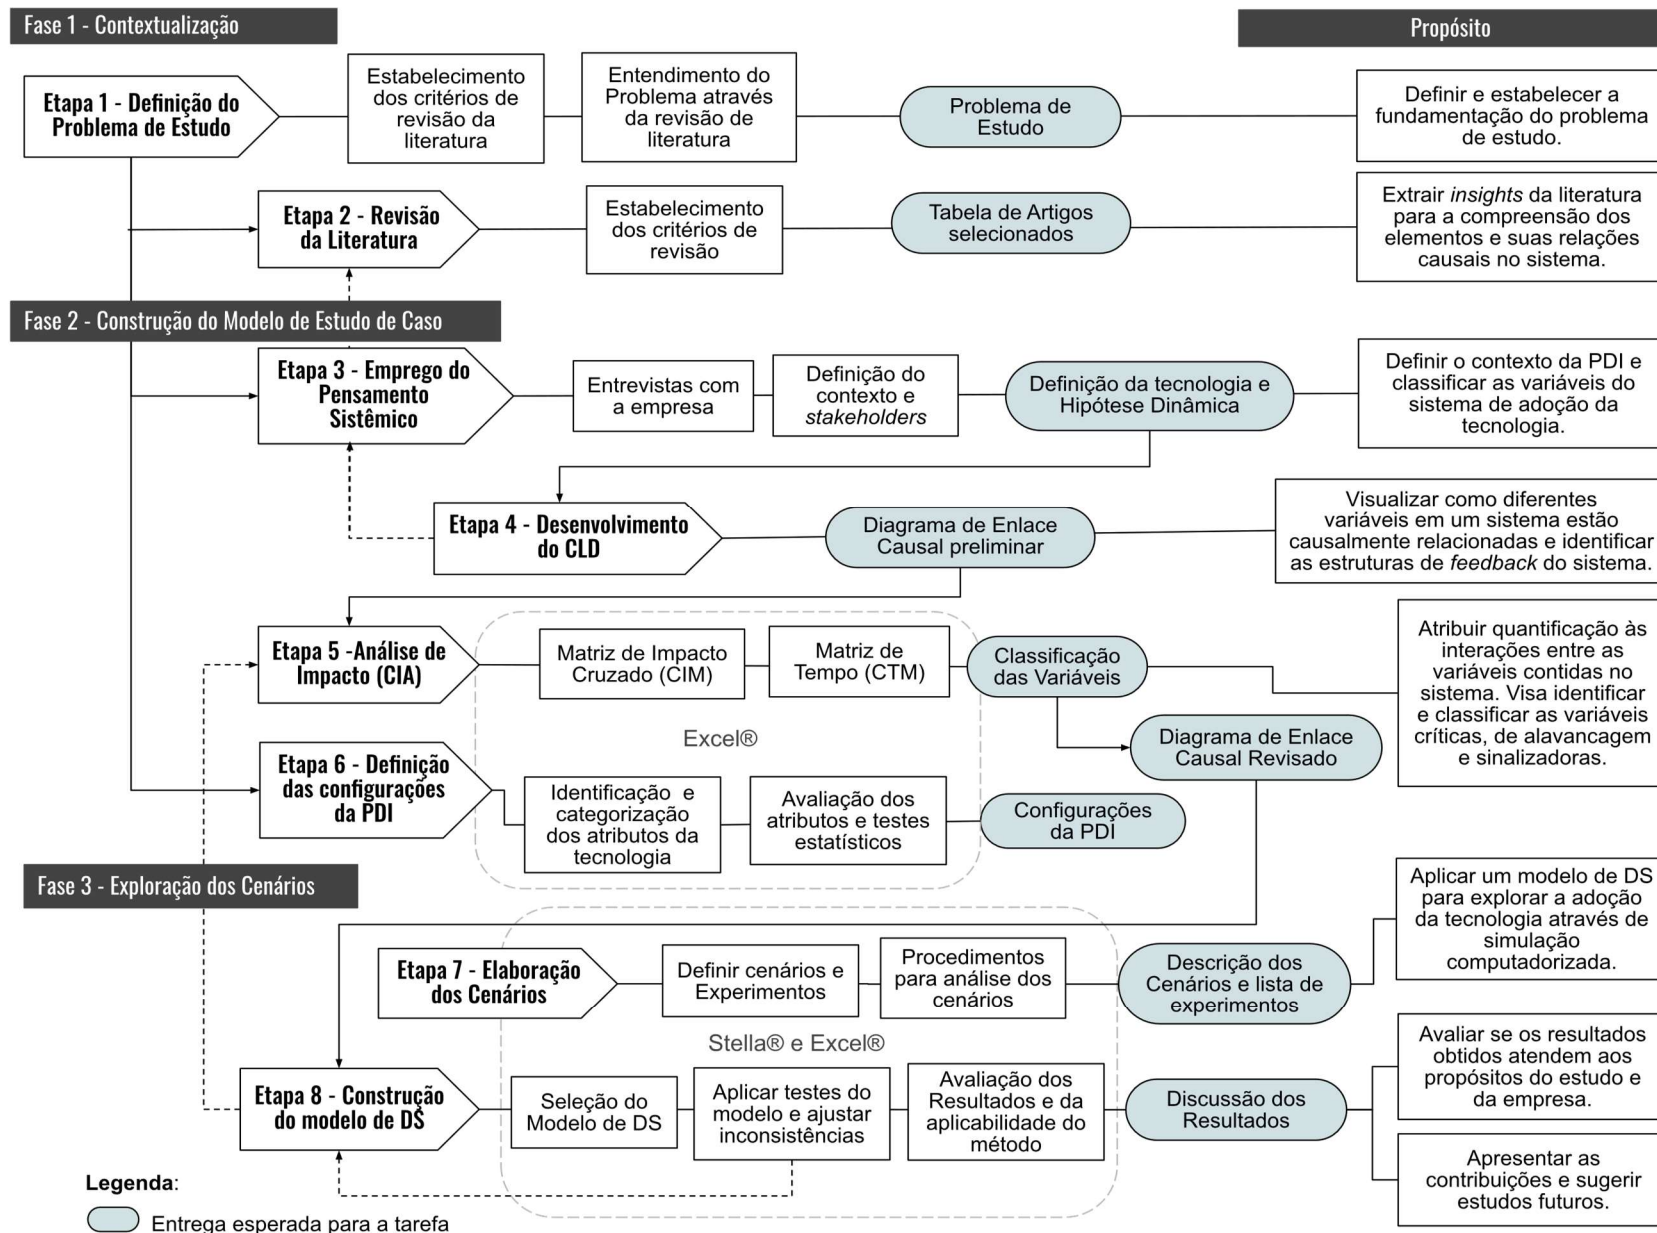 Fase 1 - Contextualização
Propósito
Etapa 1 - Definição do
Problema de Estudo
Estabelecimento
dos critérios de
revisão da
literatura
Entendimento do
Problema através
da revisão de
literatura
Problema de
Estudo
Definir e estabelecer a
fundamentação do problema
de estudo.
Etapa 2 - Revisão
da Literatura
Estabelecimento
dos critérios de
revisão
Tabela de Artigos
selecionados
Extrair insights da literatura
para a compreensão dos
elementos e suas relações
causais no sistema.
Fase 2 - Construção do Modelo de Estudo de Caso
Etapa 3 - Emprego do
Pensamento
Sistêmico
Entrevistas com
a empresa
Definição do
contexto e
stakeholders
Definição da tecnologia e
Hipótese Dinâmica
Definir o contexto da PDI e
classificar as variáveis do
sistema de adoção da
tecnologia.
Etapa 4 - Desenvolvimento
do CLD
Diagrama de Enlace
Causal preliminar
Visualizar como diferentes
variáveis em um sistema estão
causalmente relacionadas e identificar
as estruturas de feedback do sistema.
Etapa 5 -Análise de
Impacto (CIA)
Matriz de Impacto
Cruzado (CIM)
Matriz de
Tempo (CTM)
Classificação
das Variáveis
Atribuir quantificação às
interações entre as
variáveis contidas no
sistema. Visa identificar
e classificar as variáveis
críticas, de alavancagem
e sinalizadoras.
Excel®
Diagrama de Enlace
Causal Revisado
Etapa 6 - Definição
das configurações
da PDI
Identificação e
categorização
dos atributos da
tecnologia
Avaliação dos
atributos e testes
estatísticos
Configurações
da PDI
Fase 3 - Exploração dos Cenários
Etapa 7 - Elaboração
dos Cenários
Definir cenários e
Experimentos
Procedimentos
para análise dos
cenários
Descrição dos
Cenários e lista de
experimentos
Aplicar um modelo de DS
para explorar a adoção
da tecnologia através de
simulação
computadorizada.
Stella® e Excel®
Etapa 8 - Construção
do modelo de DS
Seleção do
Modelo de DS
Aplicar testes do
modelo e ajustar
inconsistências
Avaliação dos
Resultados e da
aplicabilidade do
método
Discussão dos
Resultados
Avaliar se os resultados
obtidos atendem aos
propósitos do estudo e
da empresa.
Apresentar as
contribuições e sugerir
estudos futuros.
Legenda:
Entrega esperada para a tarefa